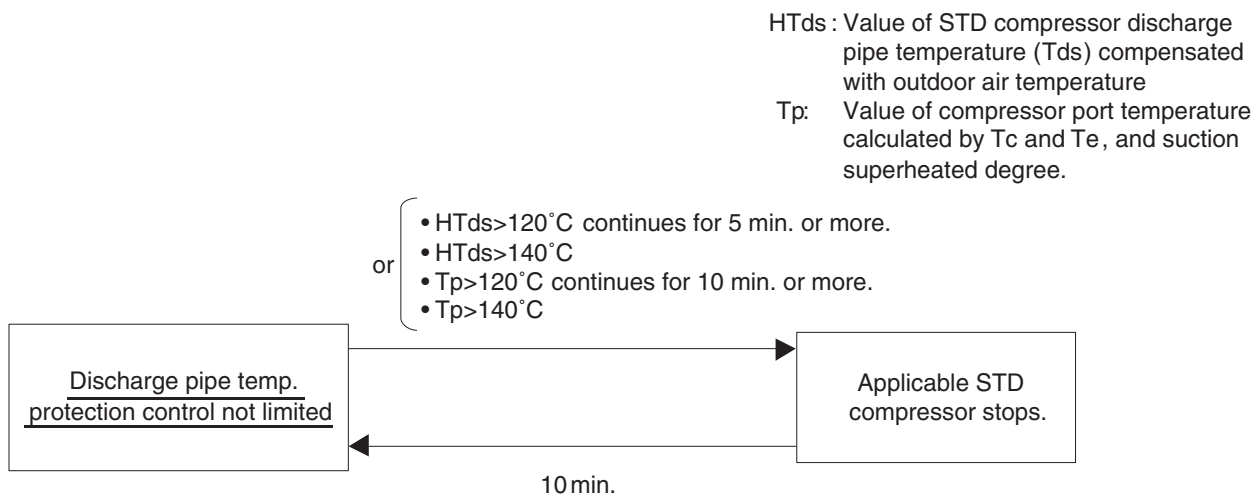 HTds : Value of STD compressor discharge
pipe temperature (Tds) compensated
with outdoor air temperature
Tp: Value of compressor port temperature
calculated by Tc and Te, and suction
superheated degree.
or
• HTds>120˚C continues for 5 min. or more.
• HTds>140˚C
• Tp>120˚C continues for 10 min. or more.
• Tp>140˚C
Discharge pipe temp.
protection control not limited
Applicable STD
compressor stops.
10 min.